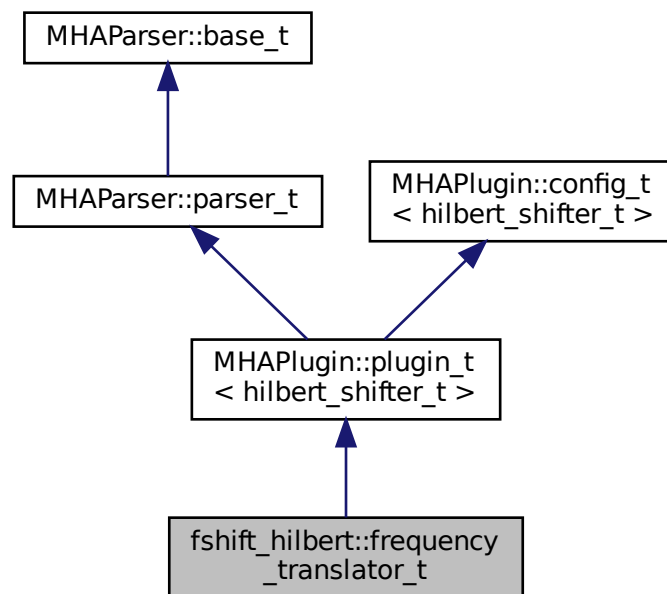 MHAParser::base_t
MHAParser::parser_t
MHAPlugin::config_t
< hilbert_shifter_t >
MHAPlugin::plugin_t
< hilbert_shifter_t >
fshift_hilbert::frequency
_translator_t